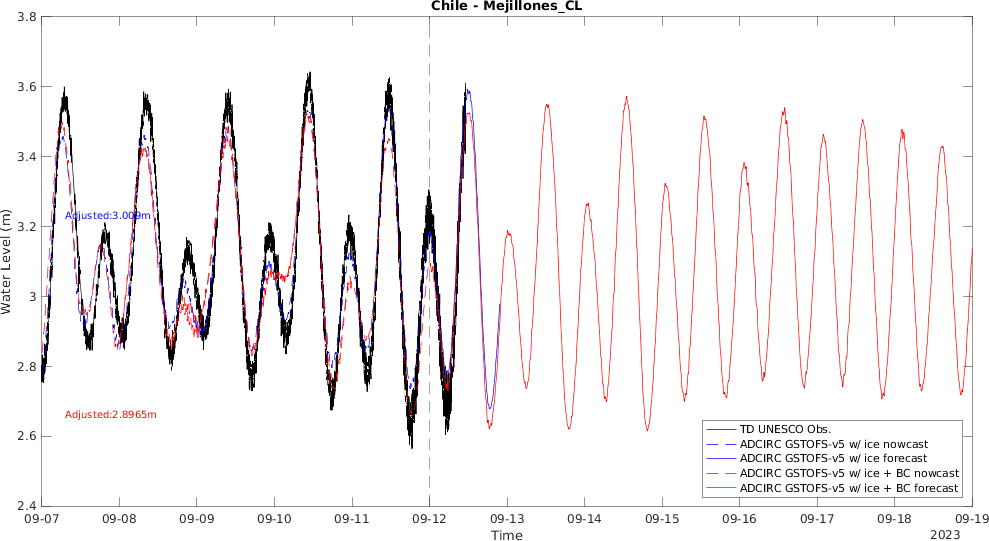 Chile - Mejillones_CL
3.8
3.6
3.4
3.2
3
2.8
2.6
2.4
Water Level (m)
Adjusted:3.009m
Adjusted:2.8965m
TD UNESCO Obs.
ADCIRC GSTOFS-v5 w/ ice nowcast
ADCIRC GSTOFS-v5 w/ ice forecast
ADCIRC GSTOFS-v5 w/ ice + BC nowcast
ADCIRC GSTOFS-v5 w/ ice + BC forecast
09-07 09-08 09-09 09-10 09-11 09-12 09-13 09-14 09-15 09-16 09-17 09-18 09-19
Time
2023